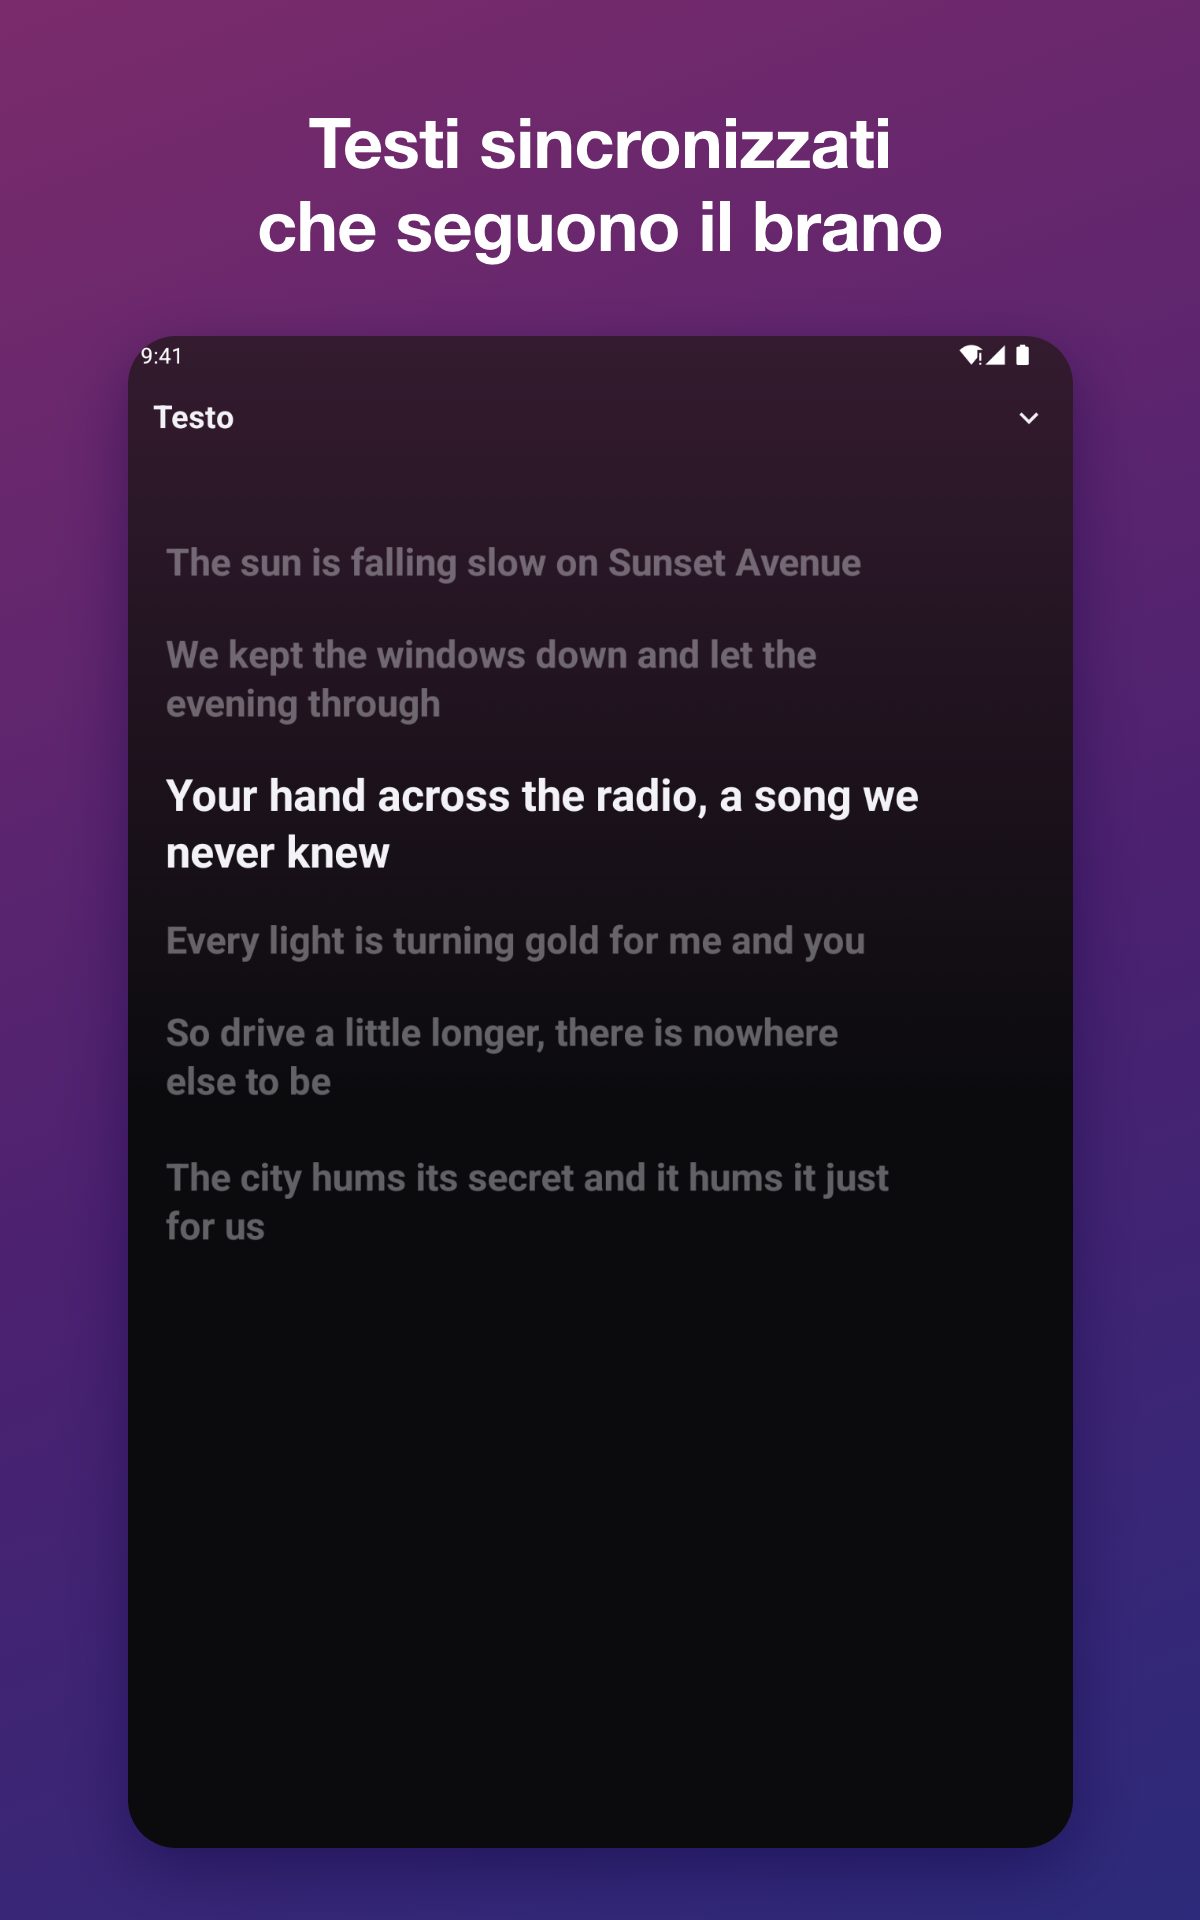 Testi sincronizzati
che seguono il brano
9:41
Testo
The sun is falling slow on Sunset Avenue
We kept the windows down and let the
evening through
Your hand across the radio, a song we
never knew
Every light is turning gold for me and you
So drive a little longer, there is nowhere
else to be
The city hums its secret and it hums it just
for us